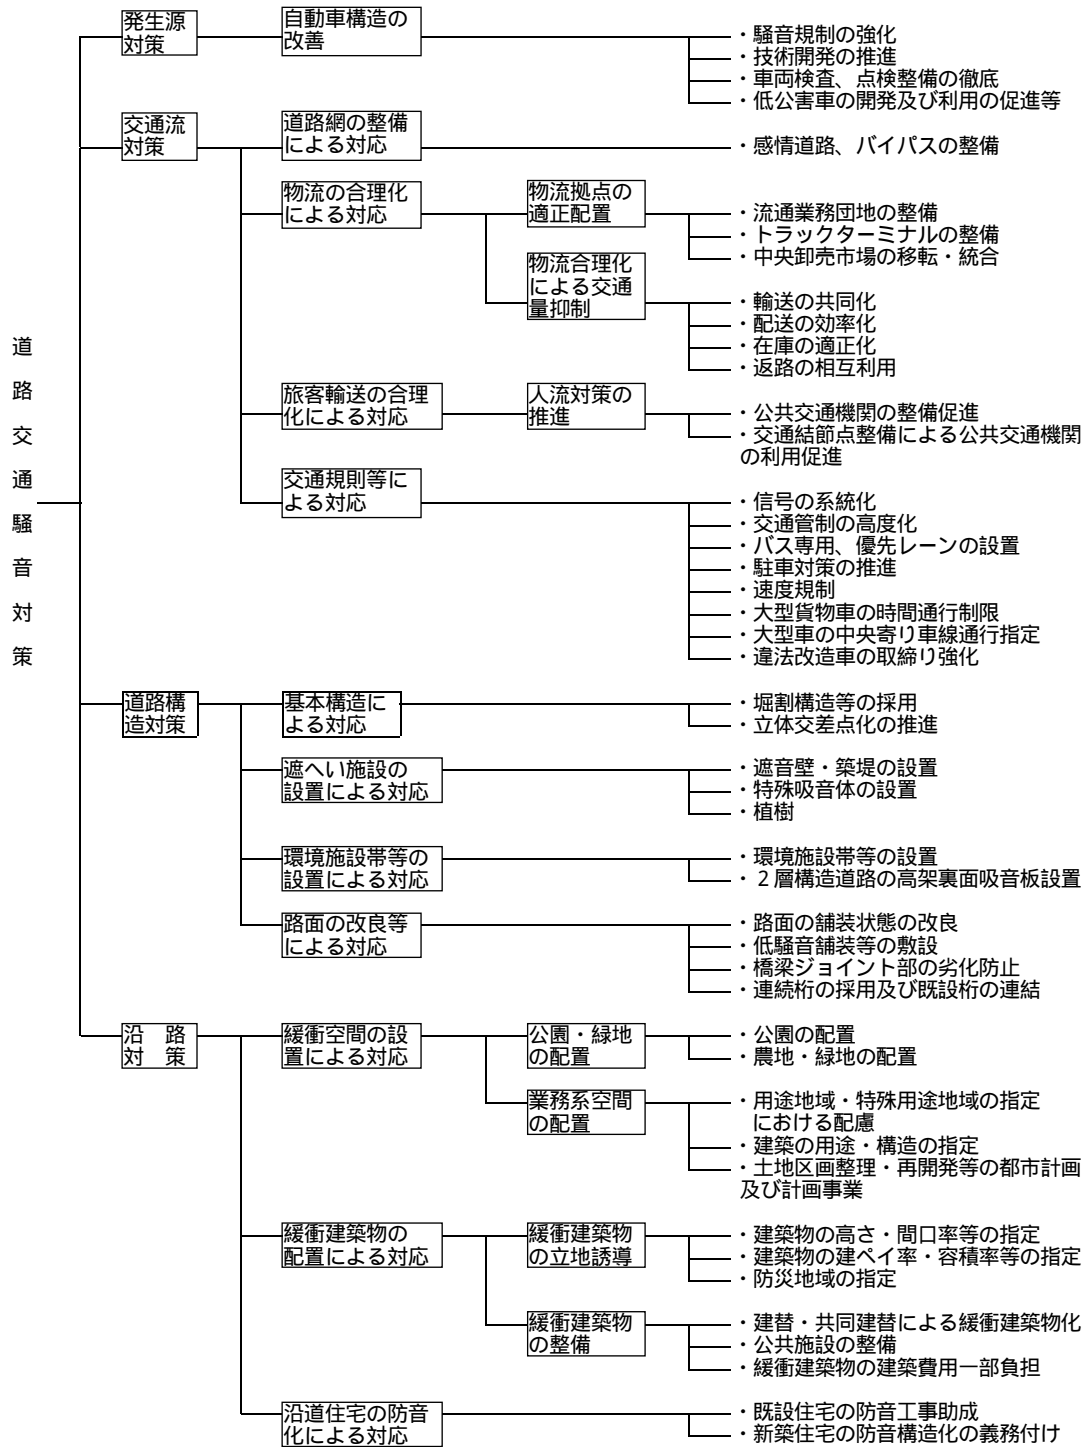 道路交通騒音対策
発生源
対策
自動車構造の
改善
・騒音規制の強化
・技術開発の推進
・車両検査、点検整備の徹底
・低公害車の開発及び利用の促進等
交通流
対策
道路網の整備
による対応
・感情道路、バイパスの整備
物流の合理化
による対応
物流拠点の
適正配置
・流通業務団地の整備
・トラックターミナルの整備
・中央卸売市場の移転・統合
物流合理化
による交通
量抑制
・輸送の共同化
・配送の効率化
・在庫の適正化
・返路の相互利用
旅客輸送の合理
化による対応
人流対策の
推進
・公共交通機関の整備促進
・交通結節点整備による公共交通機関
の利用促進
交通規則等に
よる対応
・信号の系統化
・交通管制の高度化
・バス専用、優先レーンの設置
・駐車対策の推進
・速度規制
・大型貨物車の時間通行制限
・大型車の中央寄り車線通行指定
・違法改造車の取締り強化
道路構
造対策
基本構造に
よる対応
・堀割構造等の採用
・立体交差点化の推進
遮へい施設の
設置による対応
・遮音壁・築堤の設置
・特殊吸音体の設置
・植樹
環境施設帯等の
設置による対応
・環境施設帯等の設置
・２層構造道路の高架裏面吸音板設置
路面の改良等
による対応
・路面の舗装状態の改良
・低騒音舗装等の敷設
・橋梁ジョイント部の劣化防止
・連続桁の採用及び既設桁の連結
沿　路
対　策
緩衝空間の設
置による対応
公園・緑地
の配置
・公園の配置
・農地・緑地の配置
業務系空間
の配置
・用途地域・特殊用途地域の指定
における配慮
・建築の用途・構造の指定
・土地区画整理・再開発等の都市計画
及び計画事業
緩衝建築物の
配置による対応
緩衝建築物
の立地誘導
・建築物の高さ・間口率等の指定
・建築物の建ペイ率・容積率等の指定
・防災地域の指定
緩衝建築物
の整備
・建替・共同建替による緩衝建築物化
・公共施設の整備
・緩衝建築物の建築費用一部負担
沿道住宅の防音
化による対応
・既設住宅の防音工事助成
・新築住宅の防音構造化の義務付け